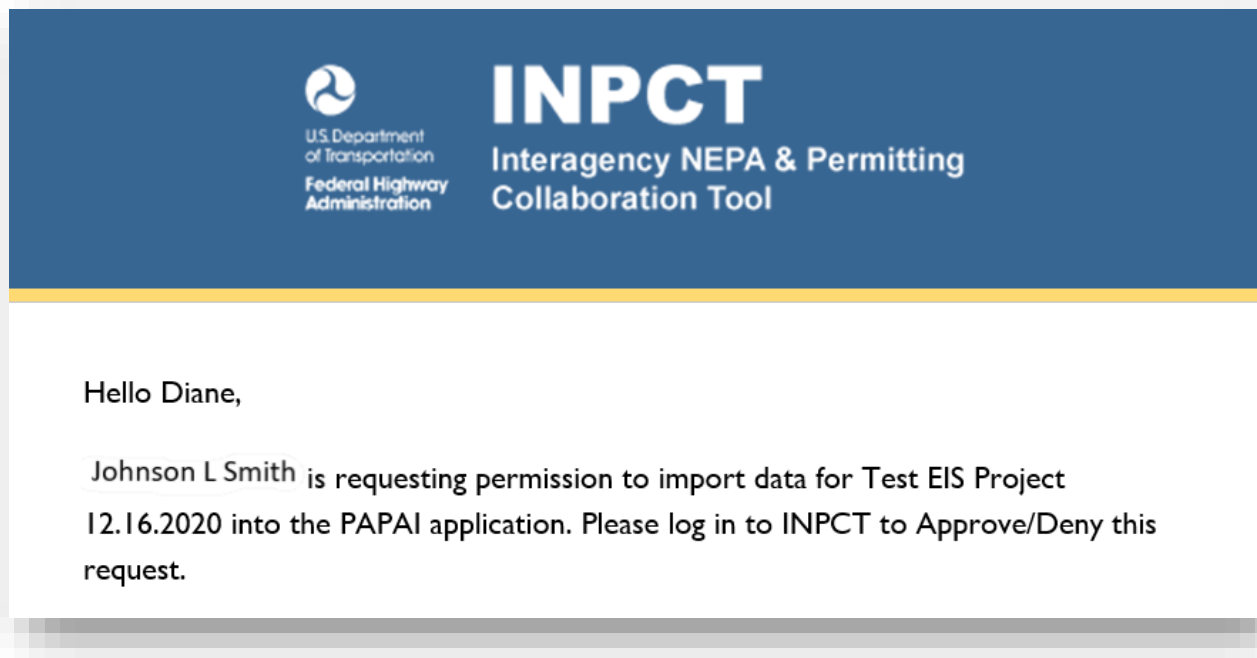 U.S. Department
of Transportation
Federal Highway
Administration
INPCT
Interagency NEPA & Permitting
Collaboration Tool
Hello Diane,
Johnson L Smith is requesting permission to import data for Test EIS Project
12.16.2020 into the PAPAI application. Please log in to INPCT to Approve/Deny this
request.